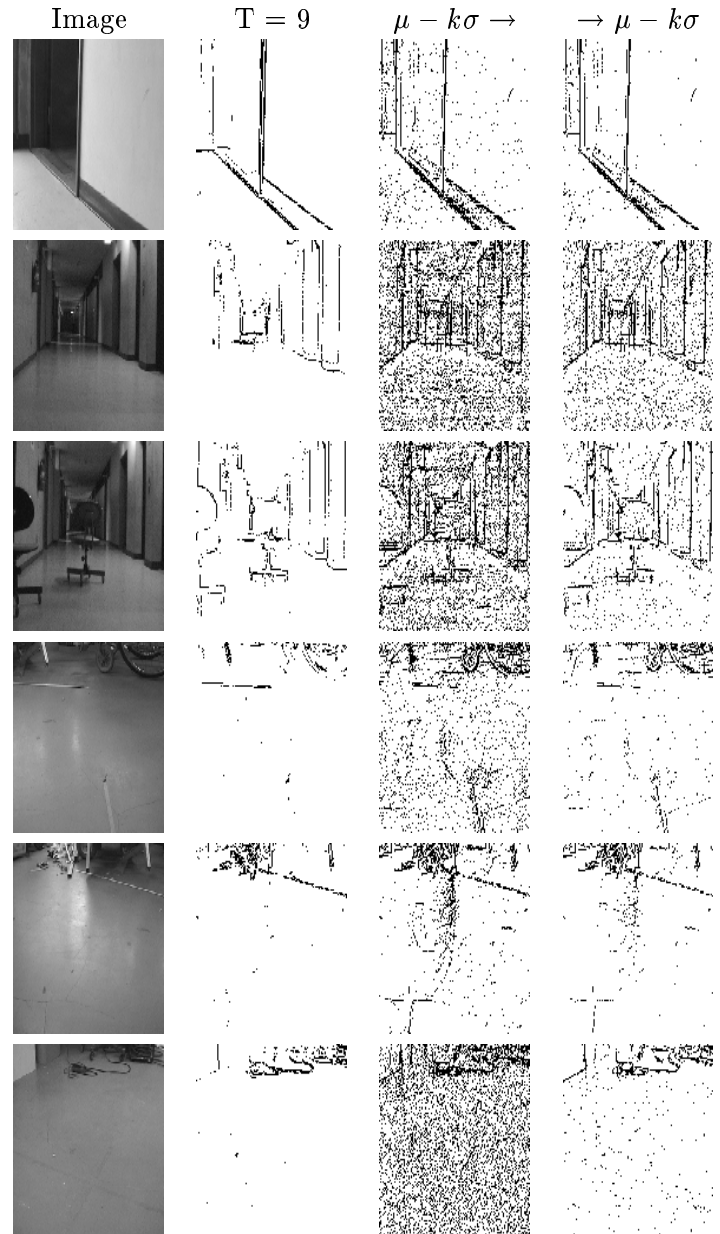 Image T = 9 μ − kσ → → μ − kσ